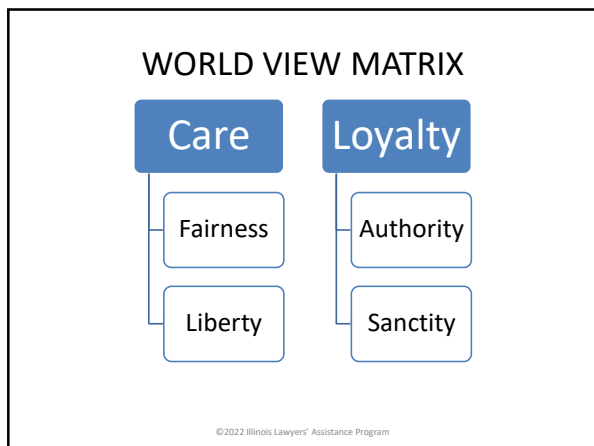 WORLD VIEW MATRIX
Care
Fairness
Liberty
Loyalty
Authority
Sanctity
©2022 Illinois Lawyers' Assistance Program